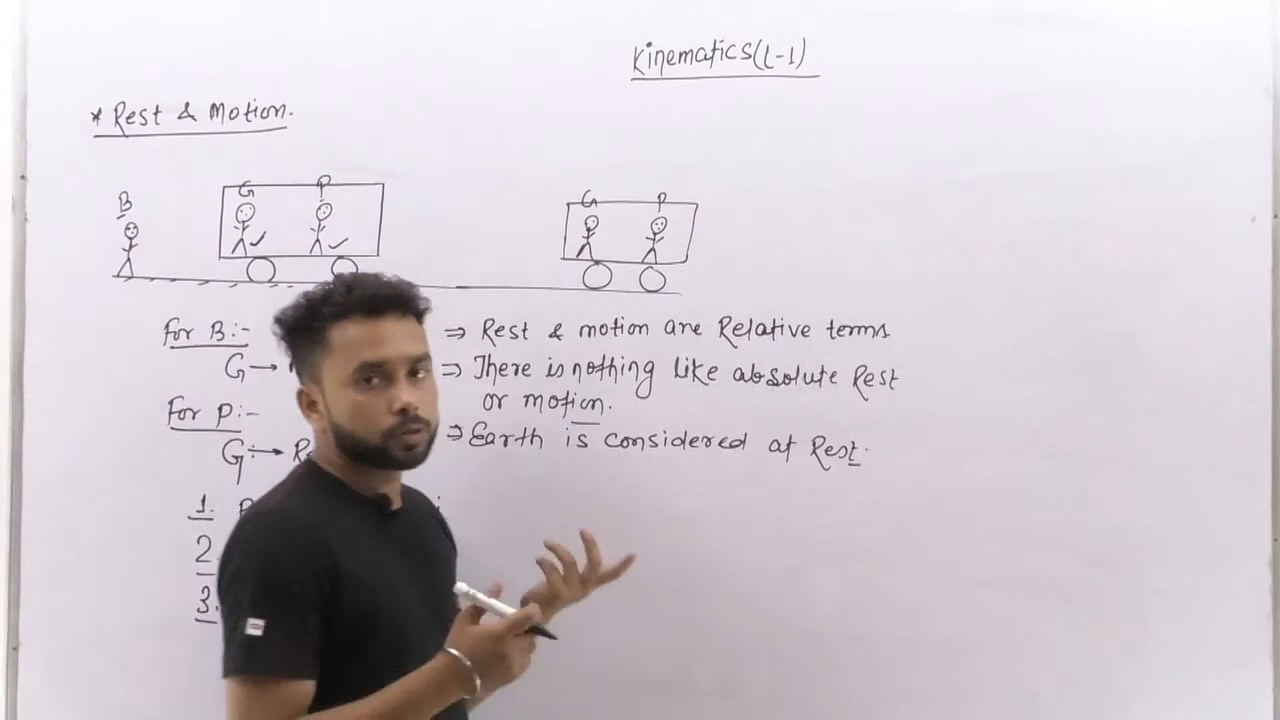 Kinematics(L-1)
* Rest & Motion.
B
G P
G P
For B:-
G →
For P:-
G:→ R
1.
2
3.
⇒ Rest & motion are Relative terms
⇒ There is nothing like absolute Rest
or motion.
⇒ Earth is considered at Rest.